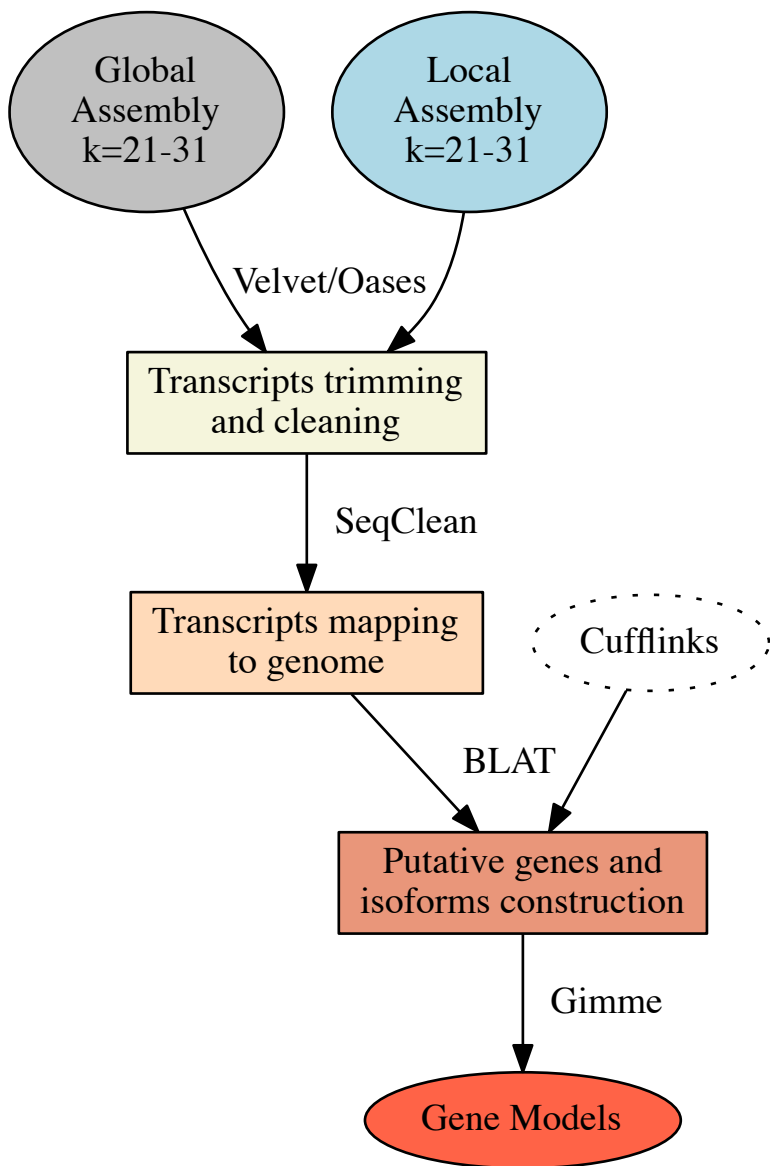 Global
Assembly
k=21-31
Local
Assembly
k=21-31
Velvet/Oases
Transcripts trimming
and cleaning
SeqClean
Transcripts mapping
to genome
Cufflinks
BLAT
Putative genes and
isoforms construction
Gimme
Gene Models